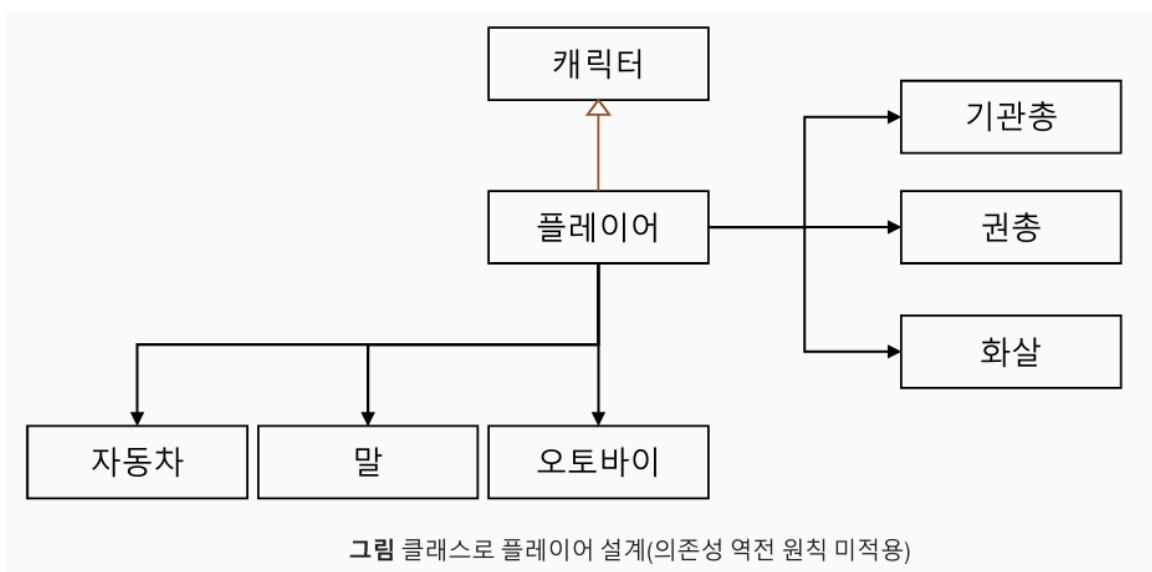 캐릭터
기관총
플레이어
권총
화살
자동차
말
오토바이
그림 클래스로 플레이어 설계(의존성 역전 원칙 미적용)